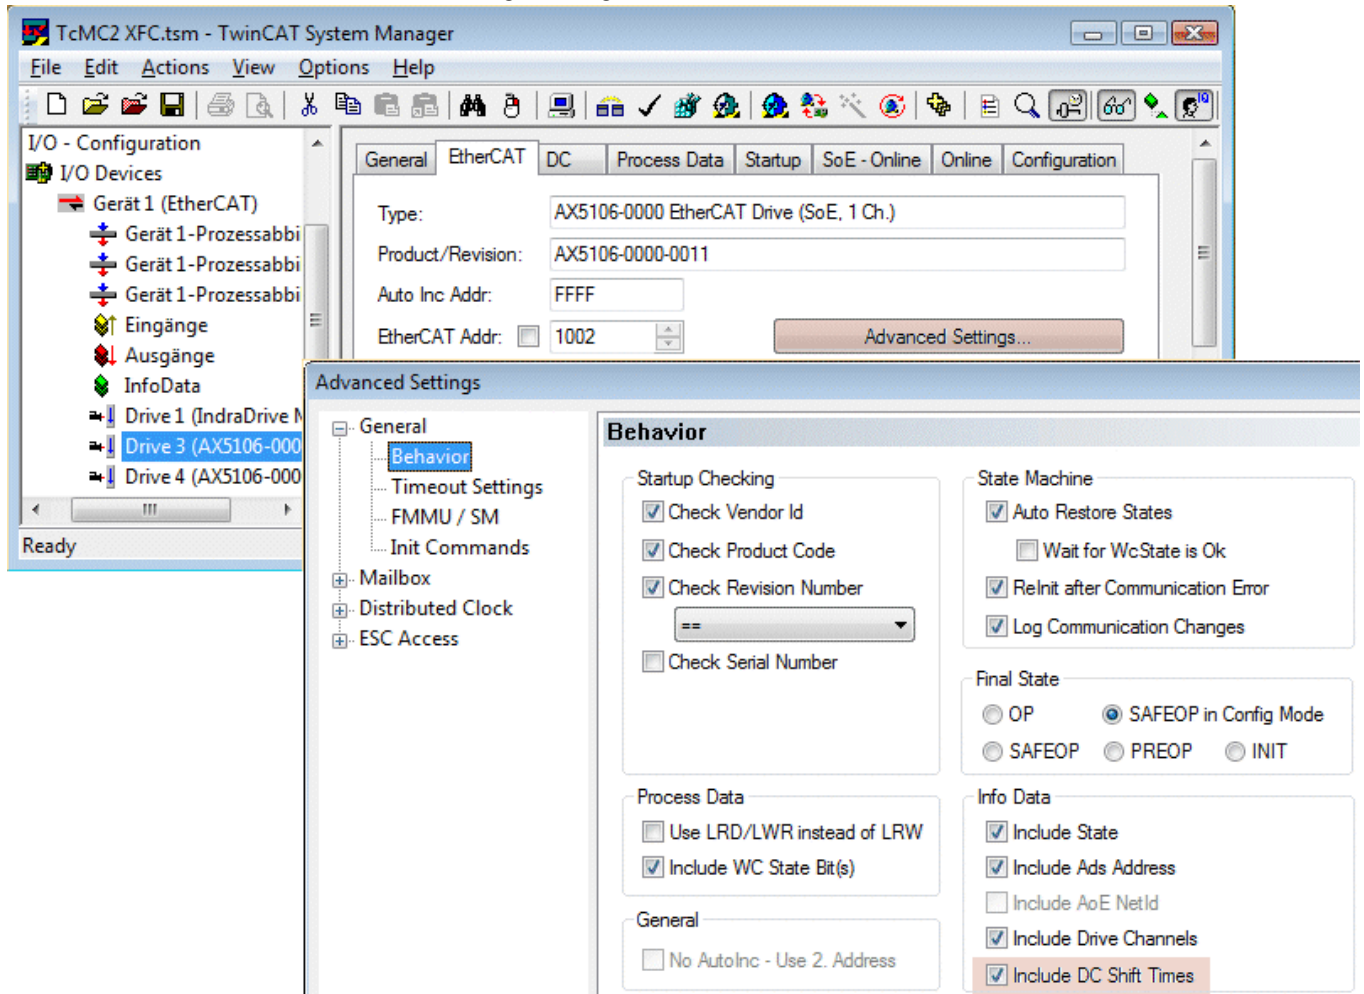 TcMC2 XFC.tsm - TwinCAT System Manager
File Edit Actions View Options Help
I/O - Configuration
I/O Devices
Gerät 1 (EtherCAT)
Gerät 1-Prozessabbi
Gerät 1-Prozessabbi
Gerät 1-Prozessabbi
Eingänge
Ausgänge
InfoData
Drive 1 (IndraDrive M
Drive 3 (AX5106-000
Drive 4 (AX5106-000
Ready
General EtherCAT DC Process Data Startup SoE - Online Online Configuration
Type: AX5106-0000 EtherCAT Drive (SoE, 1 Ch.)
Product/Revision: AX5106-0000-0011
Auto Inc Addr: FFFF
EtherCAT Addr: 1002 Advanced Settings...
Advanced Settings
General
Behavior
Timeout Settings
FMMU / SM
Init Commands
Mailbox
Distributed Clock
ESC Access
Behavior
Startup Checking
Check Vendor Id
Check Product Code
Check Revision Number
==
Check Serial Number
State Machine
Auto Restore States
Wait for WcState is Ok
ReInit after Communication Error
Log Communication Changes
Final State
OP SAFEOP in Config Mode
SAFEOP PREOP INIT
Process Data
Use LRD/LWR instead of LRW
Include WC State Bit(s)
General
No AutoInc - Use 2. Address
Info Data
Include State
Include Ads Address
Include AoE NetId
Include Drive Channels
Include DC Shift Times